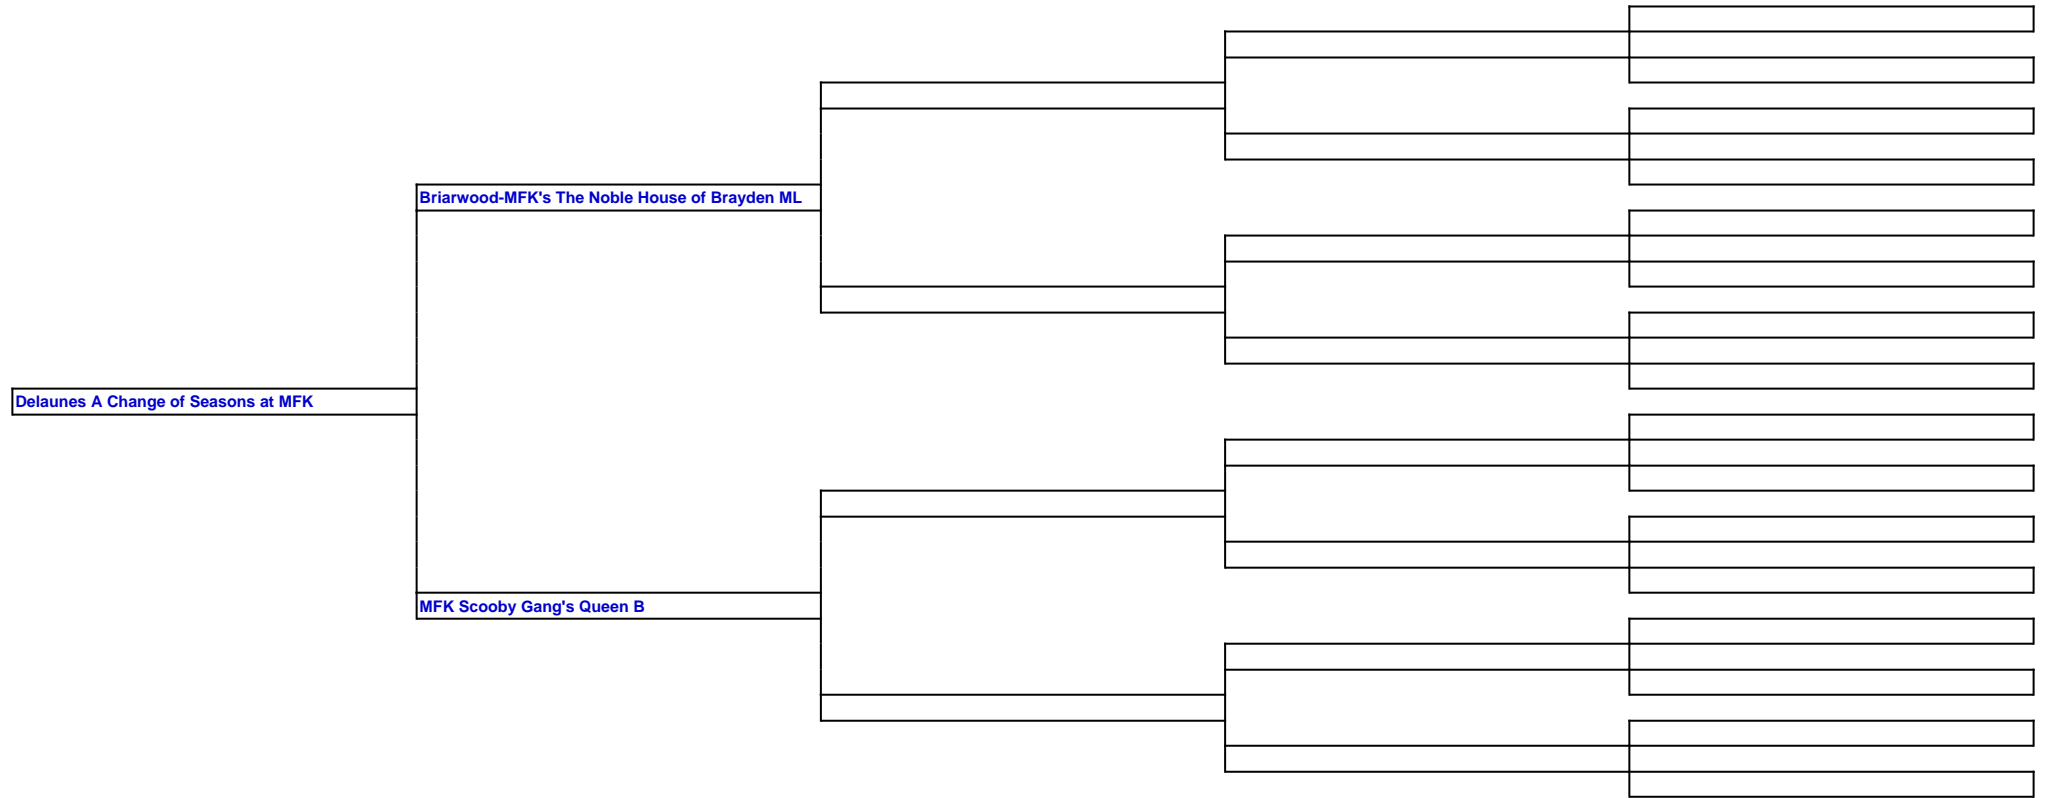 Briarwood-MFK's The Noble House of Brayden ML
Delaunes A Change of Seasons at MFK
MFK Scooby Gang's Queen B